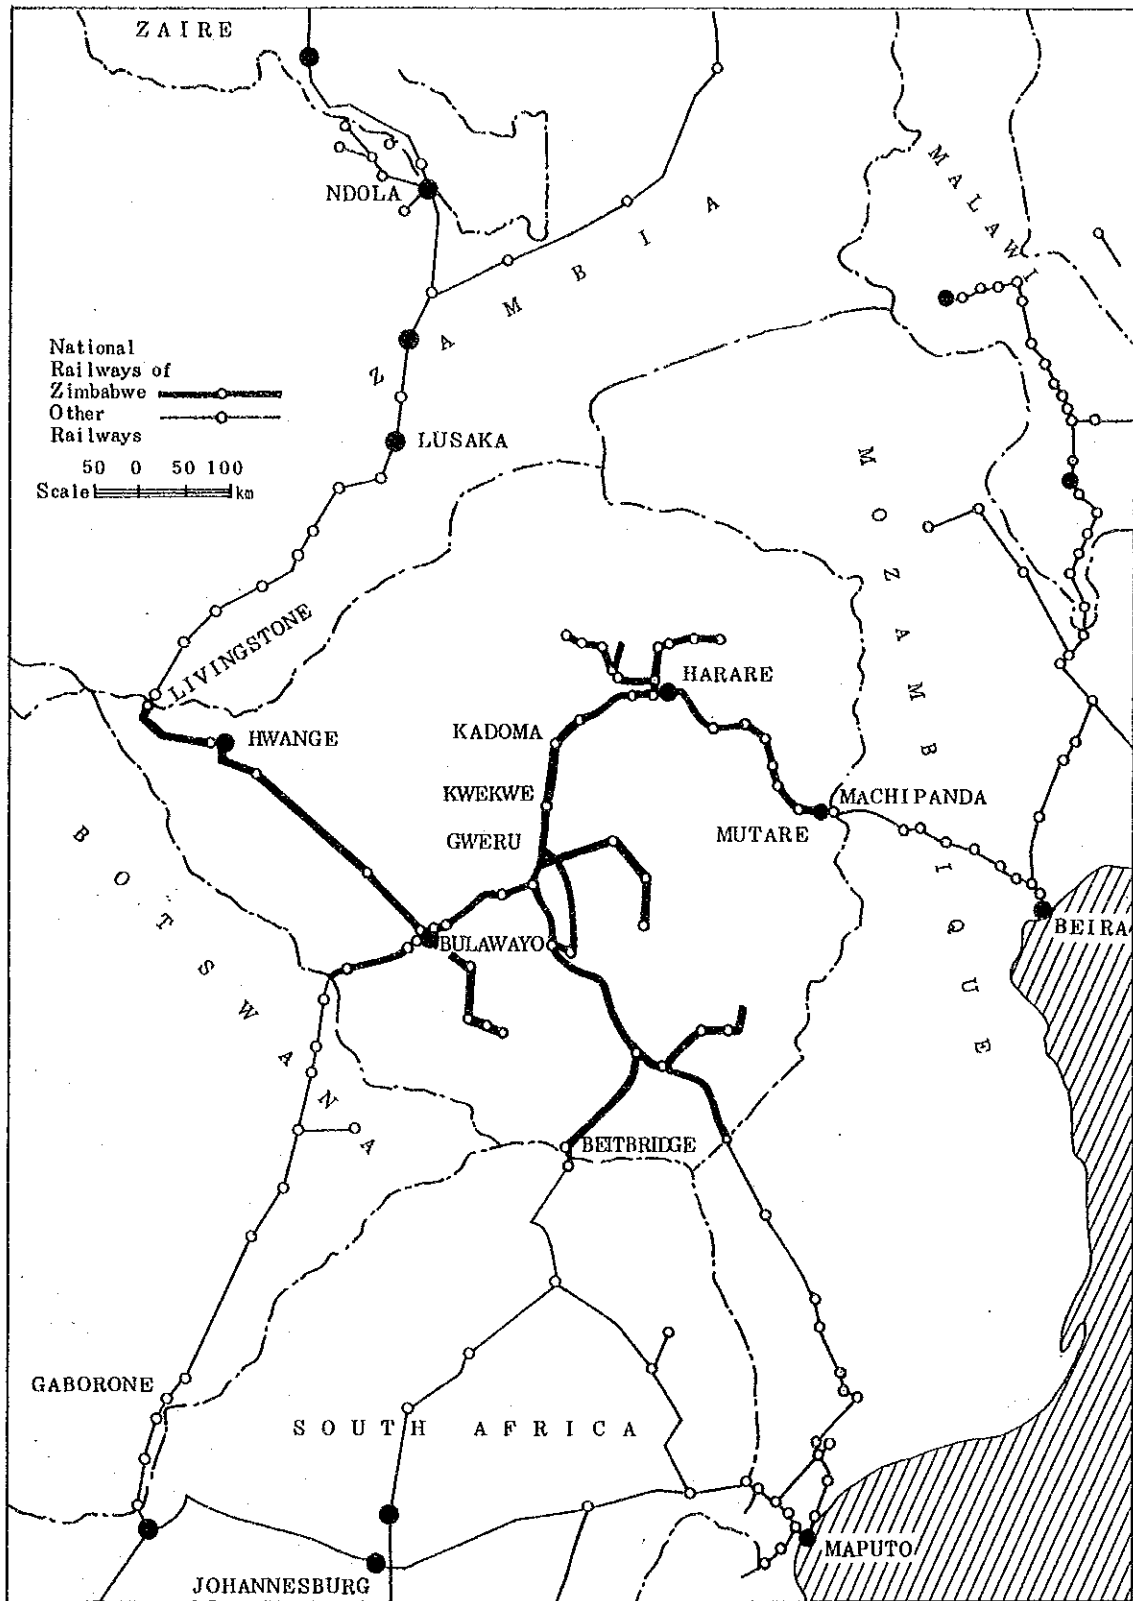 ZAIRE
MALAWI
NDOLA
ZAMBIA
National
Railways of
Zimbabwe
Other
Railways
50 0 50 100
Scale km
LUSAKA
MOZAMBIQUE
LIVINGSTONE
HARARE
HWANGE
KADOMA
KWEKWE
MACHIPANDA
GWERU
MUTARE
BOTSWANA
BULAWAYO
BEIRA
BEITBRIDGE
GABORONE
SOUTH AFRICA
MAPUTO
JOHANNESBURG